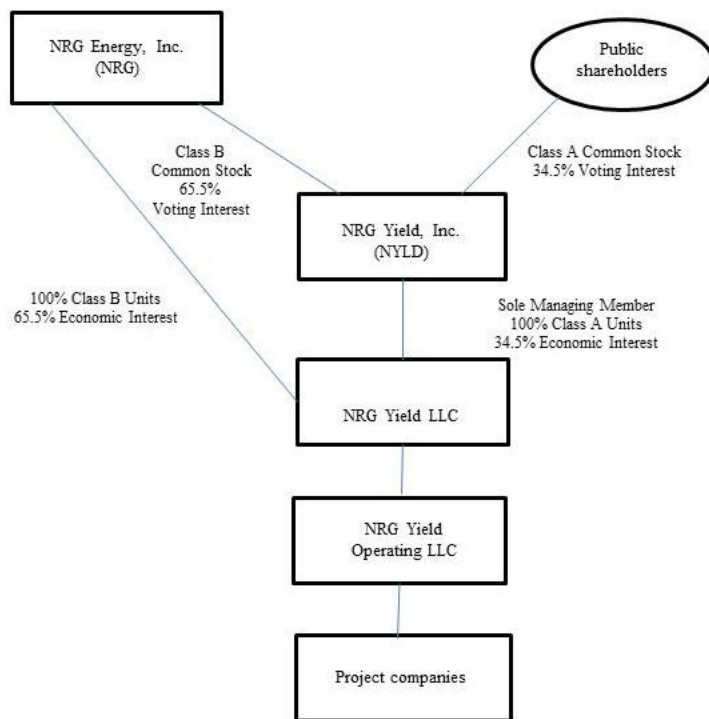 NRG Energy, Inc.
(NRG)
Public
shareholders
Class B
Common Stock
65.5%
Voting Interest
Class A Common Stock
34.5% Voting Interest
NRG Yield, Inc.
(NYLD)
100% Class B Units
65.5% Economic Interest
Sole Managing Member
100% Class A Units
34.5% Economic Interest
NRG Yield LLC
NRG Yield
Operating LLC
Project companies